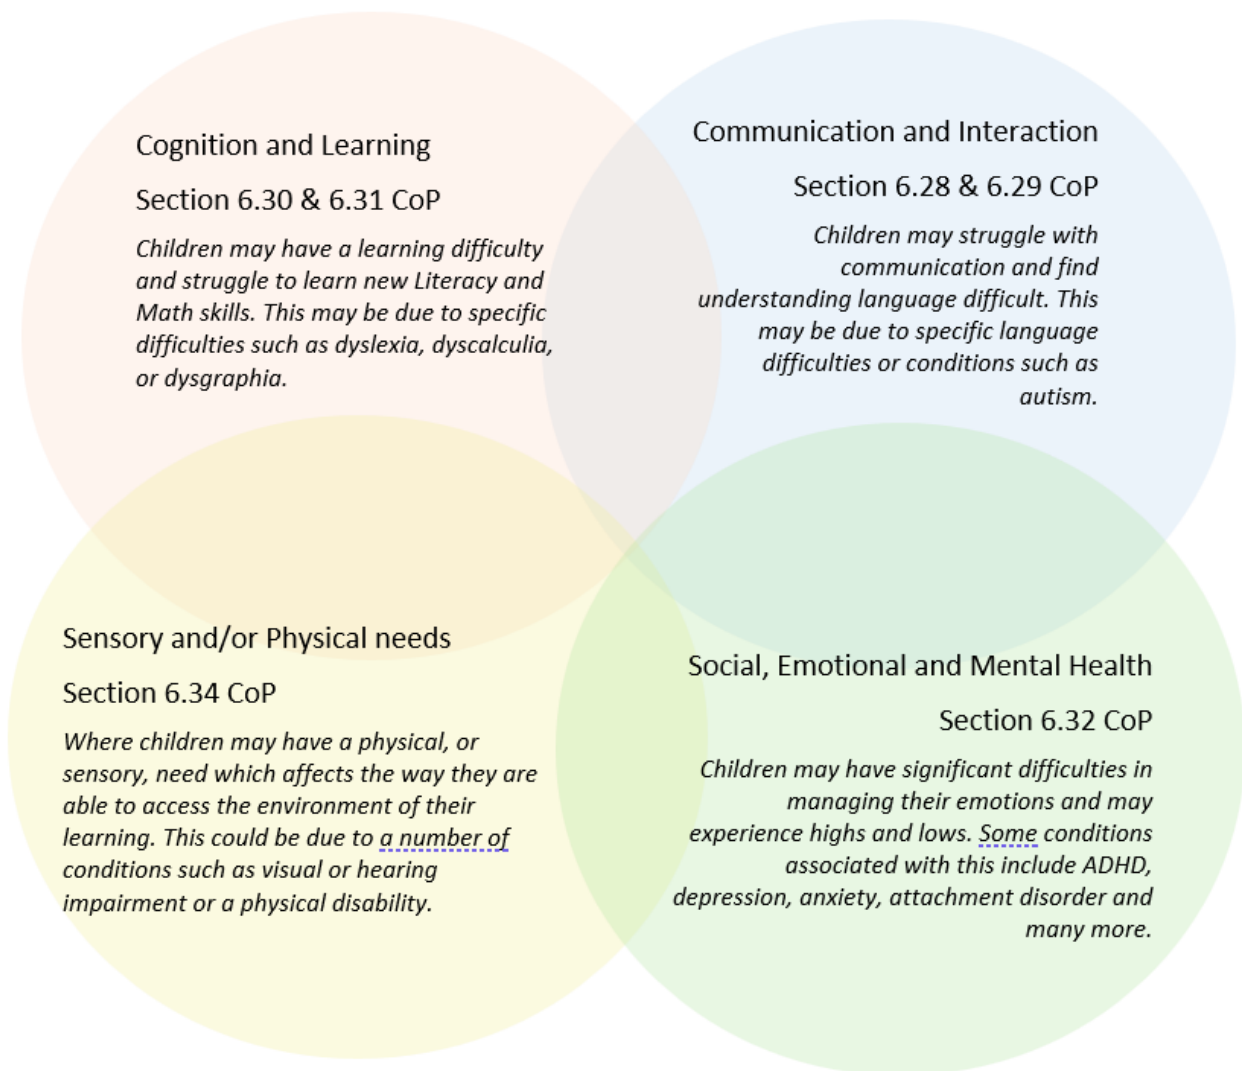 Cognition and Learning
Section 6.30 & 6.31 CoP
Children may have a learning difficulty
and struggle to learn new Literacy and
Math skills. This may be due to specific
difficulties such as dyslexia, dyscalculia,
or dysgraphia.
Communication and Interaction
Section 6.28 & 6.29 CoP
Children may struggle with
communication and find
understanding language difficult. This
may be due to specific language
difficulties or conditions such as
autism.
Sensory and/or Physical needs
Section 6.34 CoP
Where children may have a physical, or
sensory, need which affects the way they are
able to access the environment of their
learning. This could be due to a number of
conditions such as visual or hearing
impairment or a physical disability.
Social, Emotional and Mental Health
Section 6.32 CoP
Children may have significant difficulties in
managing their emotions and may
experience highs and lows. Some conditions
associated with this include ADHD,
depression, anxiety, attachment disorder and
many more.